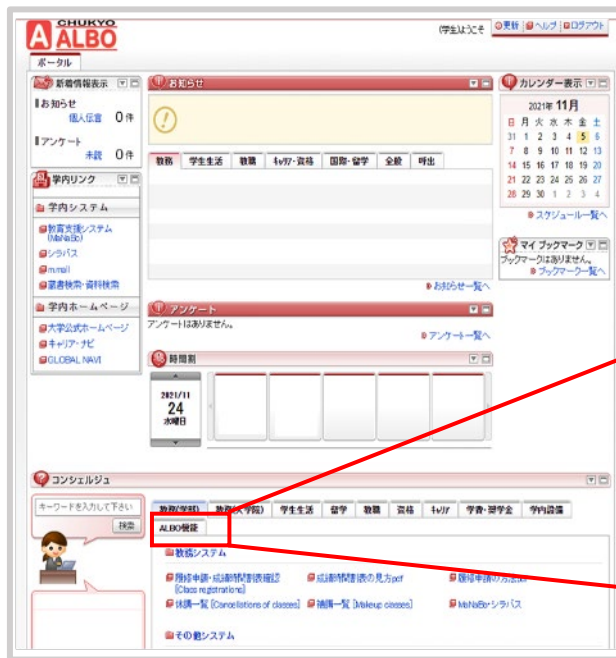 CHUKYO
ALBO
(学生)ようこそ
更新 ヘルプ ログアウト
ポータル
新着情報表示
お知らせ
個人伝言 0件
アンケート
未読 0件
学内リンク
学内システム
教育支援システム
(MaNaBo)
シラバス
m.mail
蔵書検索・資料検索
学内ホームページ
大学公式ホームページ
キャリア・ナビ
GLOBAL NAVI
お知らせ
教務 学生生活 教職 キャリア・資格 国際・留学 全般 呼出
お知らせ一覧へ
アンケート
アンケートはありません。
アンケート一覧へ
時間割
2021/11
24
水曜日
カレンダー表示
2021年 11月
日 月 火 水 木 金 土
31 1 2 3 4 5 6
7 8 9 10 11 12 13
14 15 16 17 18 19 20
21 22 23 24 25 26 27
28 29 30 1 2 3 4
スケジュール一覧へ
マイ ブックマーク
ブックマークはありません。
ブックマーク一覧へ
コンシェルジュ
キーワードを入力して下さい
検索
教務(学部) 教務(大学院) 学生生活 留学 教職 資格 キャリア 学費・奨学金 学内設備
ALBO機能
教務システム
履修申請・成績時間割表確認
[Class registrations]
成績時間割表の見方pdf
履修申請の方法
休講一覧 [Cancellations of classes]
補講一覧 [Makeup classes]
MaNaBo・シラバス
その他システム